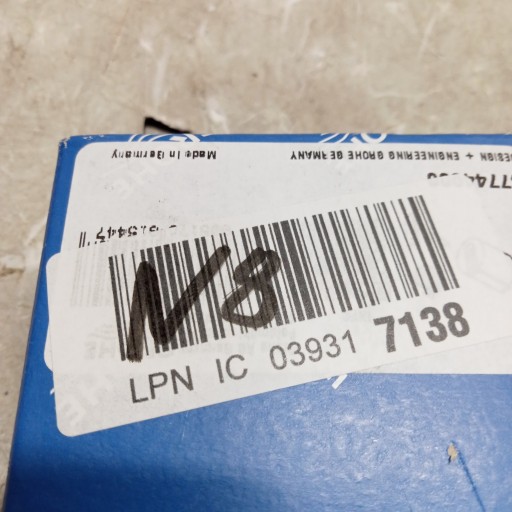 Made in Germany
DESIGN + ENGINEERING GROHE GERMANY
N8
LPN IC 03931 7138